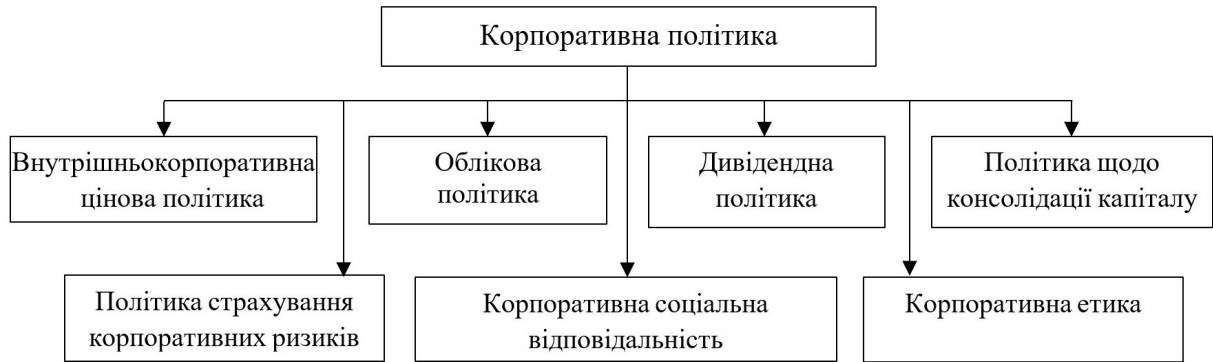 Корпоративна політика
Внутрішньокорпоративна
цінова політика
Облікова
політика
Дивідендна
політика
Політика щодо
консолідації капіталу
Політика страхування
корпоративних ризиків
Корпоративна соціальна
відповідальність
Корпоративна етика